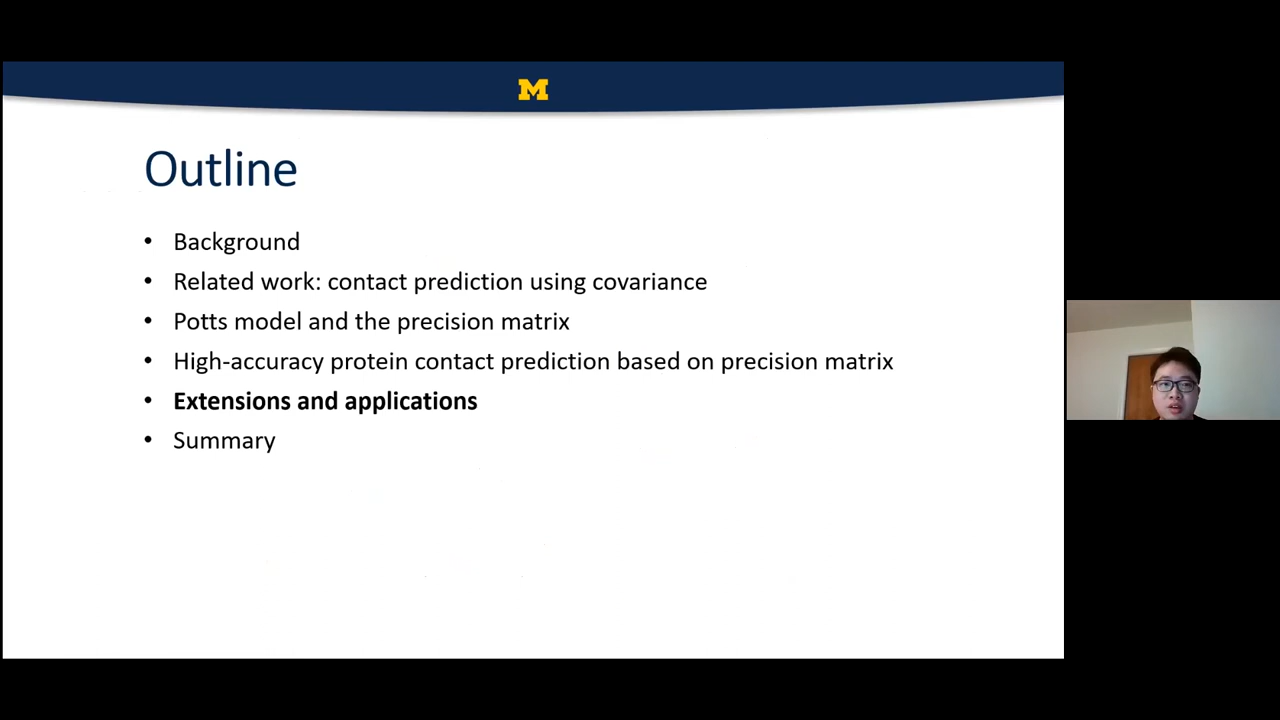 M
Outline
• Background
• Related work: contact prediction using covariance
• Potts model and the precision matrix
• High-accuracy protein contact prediction based on precision matrix
• Extensions and applications
• Summary